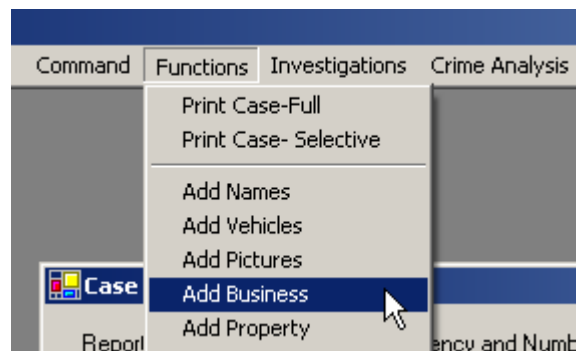 Command Functions Investigations Crime Analysis
Print Case-Full
Print Case- Selective
Add Names
Add Vehicles
Add Pictures
Case
Add Business
Add Property